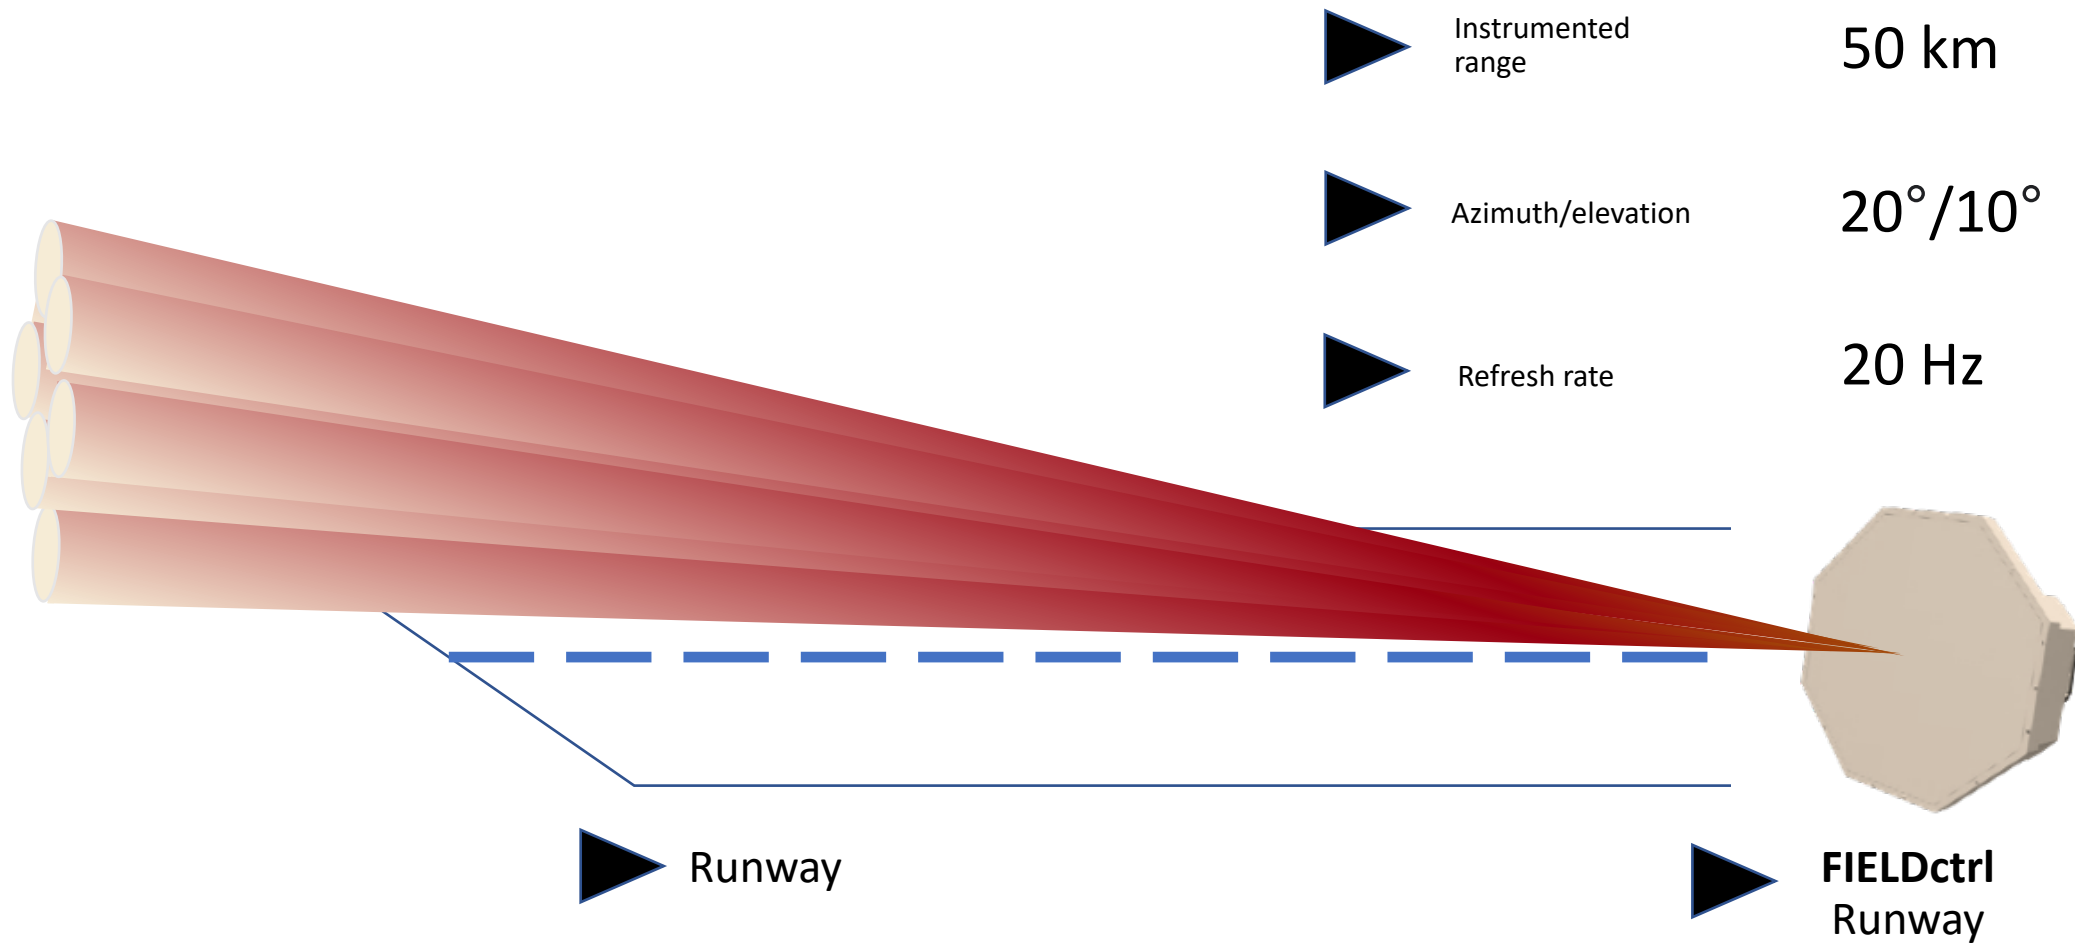 Instrumented
range
50 km
Azimuth/elevation
20°/10°
Refresh rate
20 Hz
Runway
FIELDctrl
Runway